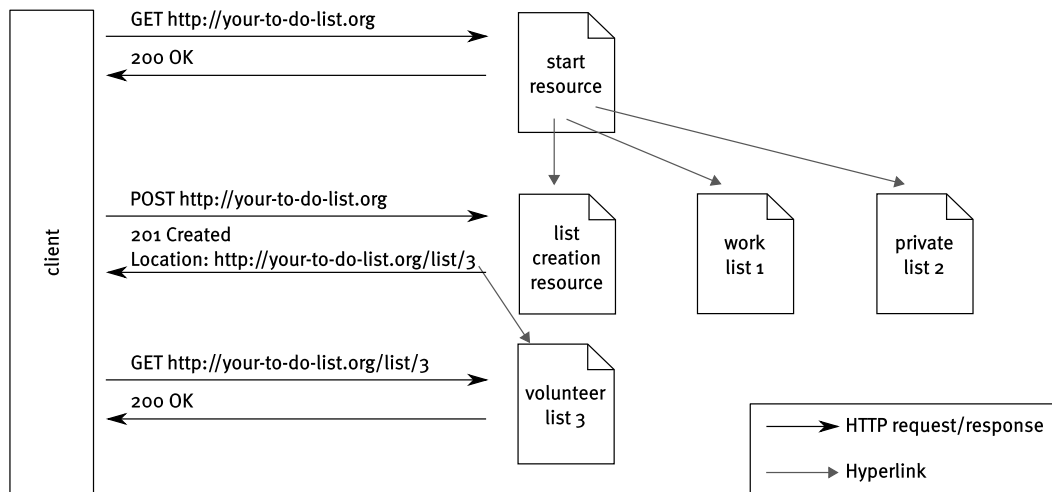 GET http://your-to-do-list.org
200 OK
start
resource
POST http://your-to-do-list.org
201 Created
Location: http://your-to-do-list.org/list/3
client
list
creation
resource
work
list 1
private
list 2
GET http://your-to-do-list.org/list/3
200 OK
volunteer
list 3
HTTP request/response
Hyperlink